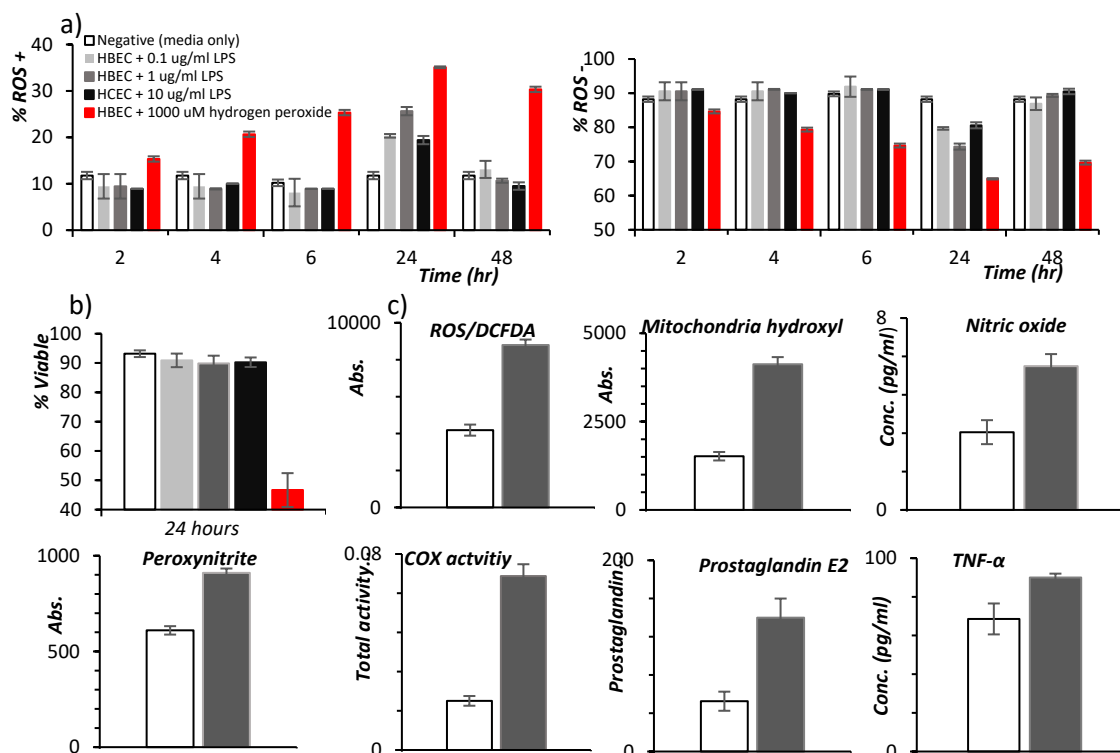 a)
Negative (media only)
HBEC + 0.1 ug/ml LPS
HBEC + 1 ug/ml LPS
HCEC + 10 ug/ml LPS
HBEC + 1000 uM hydrogen peroxide
% ROS +
40
30
20
10
0
2 4 6 24 48
Time (hr)
% ROS -
100
90
80
70
60
50
2 4 6 24 48
Time (hr)
b)
% Viable
100
90
80
70
60
50
40
24 hours
c)
ROS/DCFDA
Abs.
10000
0
Mitochondria hydroxyl
Abs.
5000
2500
0
Nitric oxide
Conc. (pg/ml)
8
0
Peroxynitrite
Abs.
1000
500
0
COX actvitiy
Total activity...
0.08
0
Prostaglandin E2
Prostaglandin...
200
0
TNF-α
Conc. (pg/ml)
100
0